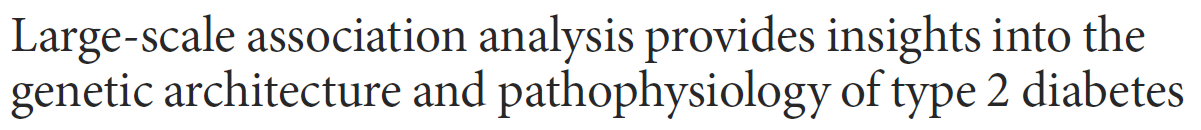 Large-scale association analysis provides insights into the
genetic architecture and pathophysiology of type 2 diabetes